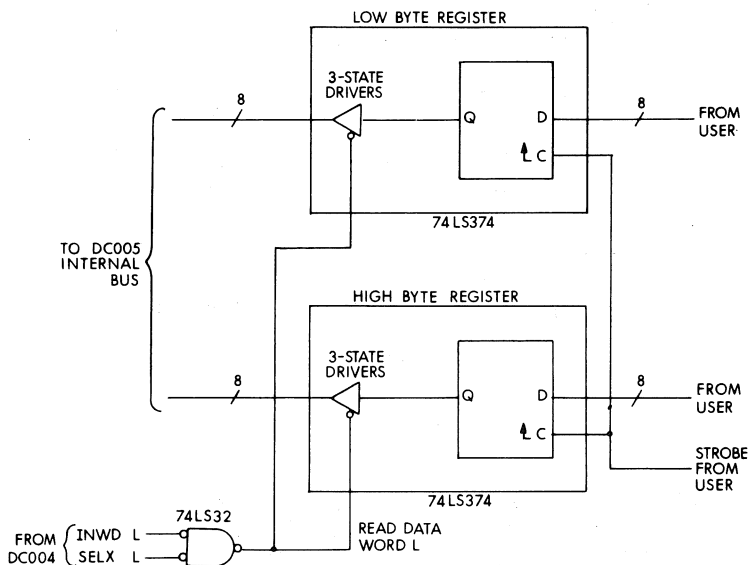 LOW BYTE REGISTER
3-STATE
DRIVERS
8
Q
D
8
FROM
USER
C
74LS374
TO DC005
INTERNAL
BUS
HIGH BYTE REGISTER
3-STATE
DRIVERS
8
Q
D
8
FROM
USER
C
STROBE
FROM
USER
74LS374
74LS32
READ DATA
WORD L
FROM
DC004
INWD L
SELX L